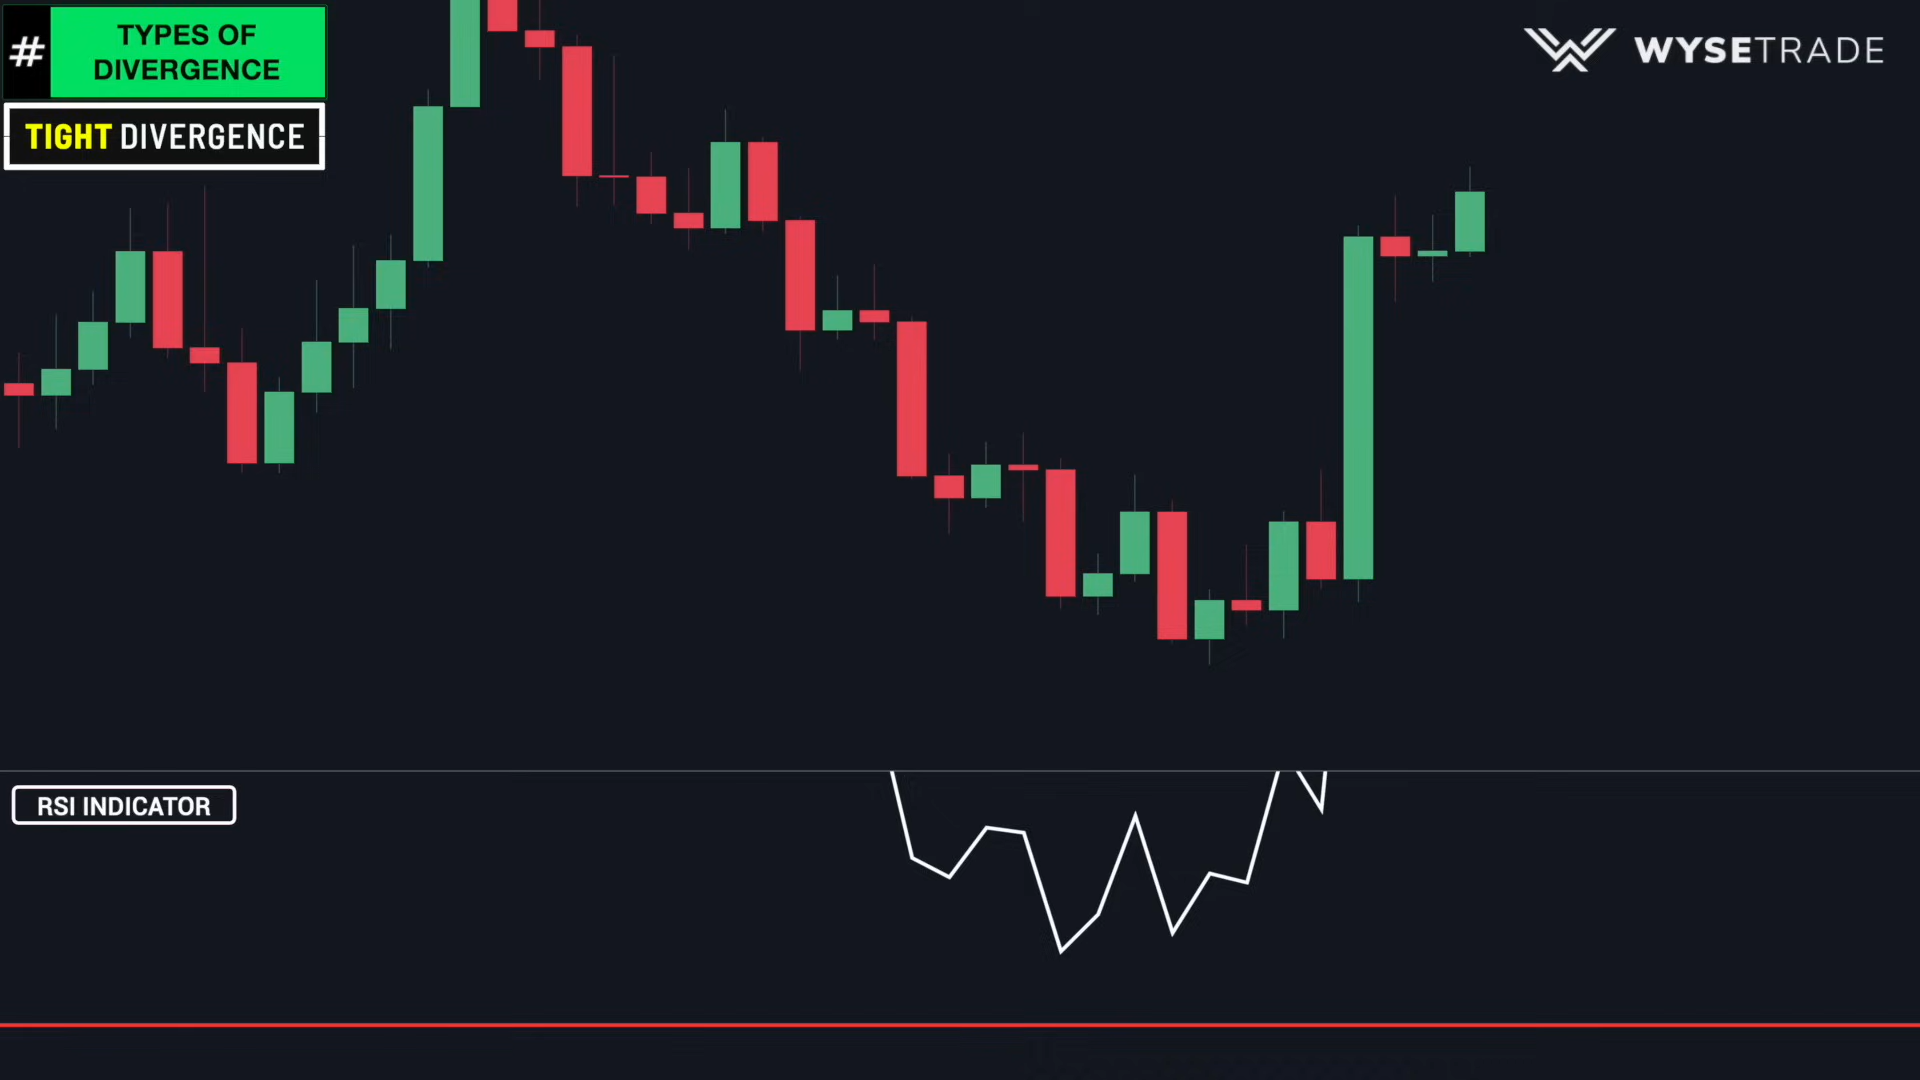 #
TYPES OF
DIVERGENCE
TIGHT DIVERGENCE
WYSETRADE
RSI INDICATOR